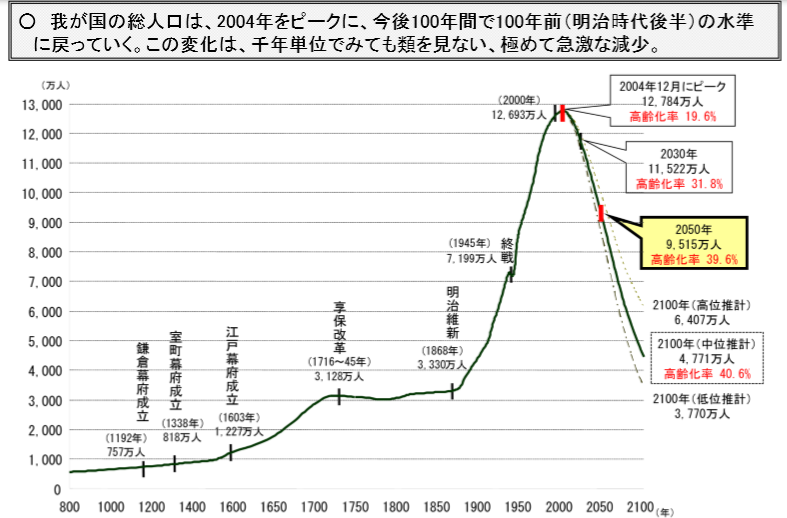 〇 我が国の総人口は、2004年をピークに、今後100年間で100年前(明治時代後半)の水準
に戻っていく。この変化は、千年単位でみても類を見ない、極めて急激な減少。
(万人)
13,000
12,000
11,000
10,000
9,000
8,000
7,000
6,000
5,000
4,000
3,000
2,000
1,000
0
800
1000
1200
1400
1600
1650
1700
1750
1800
1850
1900
1950
2000
2050
2100
(年)
鎌倉幕府成立
(1192年)
757万人
室町幕府成立
(1338年)
818万人
江戸幕府成立
(1603年)
1,227万人
享保改革
(1716～45年)
3,128万人
明治維新
(1868年)
3,330万人
終戦
(1945年)
7,199万人
(2000年)
12,693万人
2004年12月にピーク
12,784万人
高齢化率 19.6%
2030年
11,522万人
高齢化率 31.8%
2050年
9,515万人
高齢化率 39.6%
2100年(高位推計)
6,407万人
2100年(中位推計)
4,771万人
高齢化率 40.6%
2100年(低位推計)
3,770万人